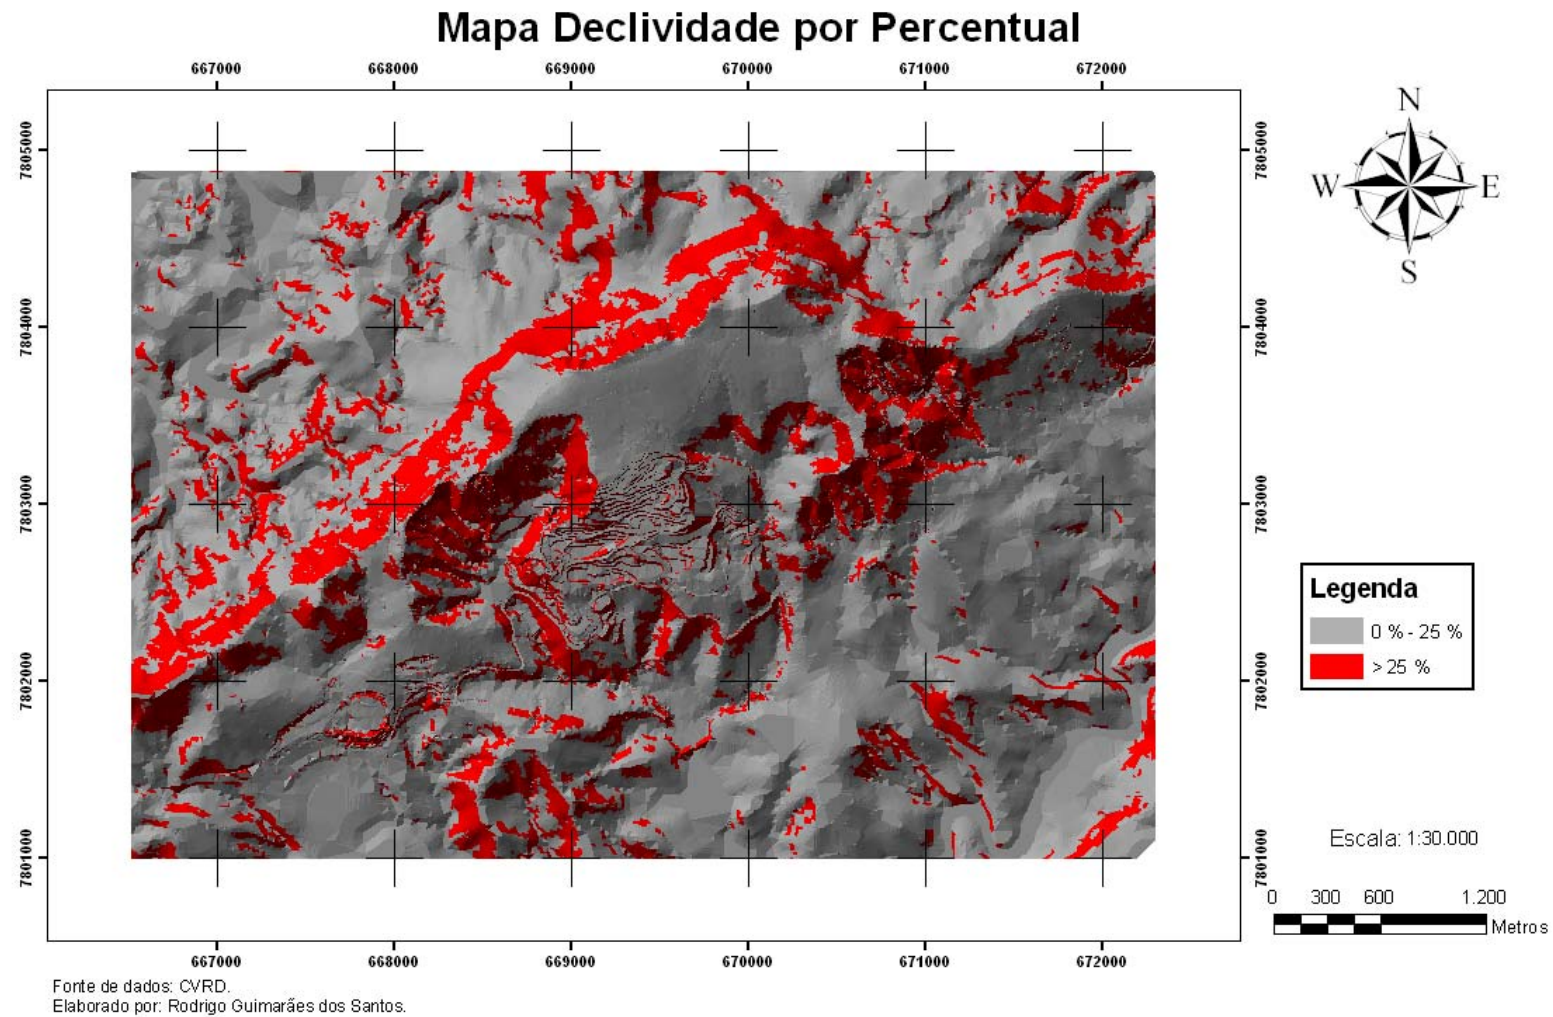 Mapa Declividade por Percentual
667000 668000 669000 670000 671000 672000
7805000 7805000
7804000 7804000
7803000 7803000
7802000 7802000
7801000 7801000
N
W E
S
Legenda
0 % - 25 %
> 25 %
Escala: 1:30.000
0 300 600 1.200
Metros
667000 668000 669000 670000 671000 672000
Fonte de dados: CVRD.
Elaborado por: Rodrigo Guimarães dos Santos.